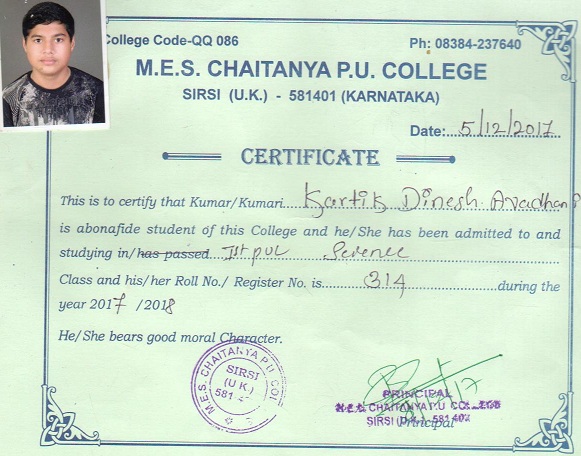 College Code-QQ 086
Ph: 08384-237640
M.E.S. CHAITANYA P.U. COLLEGE
SIRSI (U.K.) - 581401 (KARNATAKA)
Date: 5/12/2017
CERTIFICATE
This is to certify that Kumar/Kumari Kartik Dinesh Avadhani
is abonafide student of this College and he/She has been admitted to and
studying in/has passed Ist puc Science
Class and his/her Roll No./ Register No. is 314 during the
year 2017 /2018
He/She bears good moral Character.
M.E.S. CHAITANYA P.U. COL
SIRSI
(U.K.)
581
PRINCIPAL
M.E.S. CHAITANYA P.U
SIRSI (U.K.) 581 40
Principal